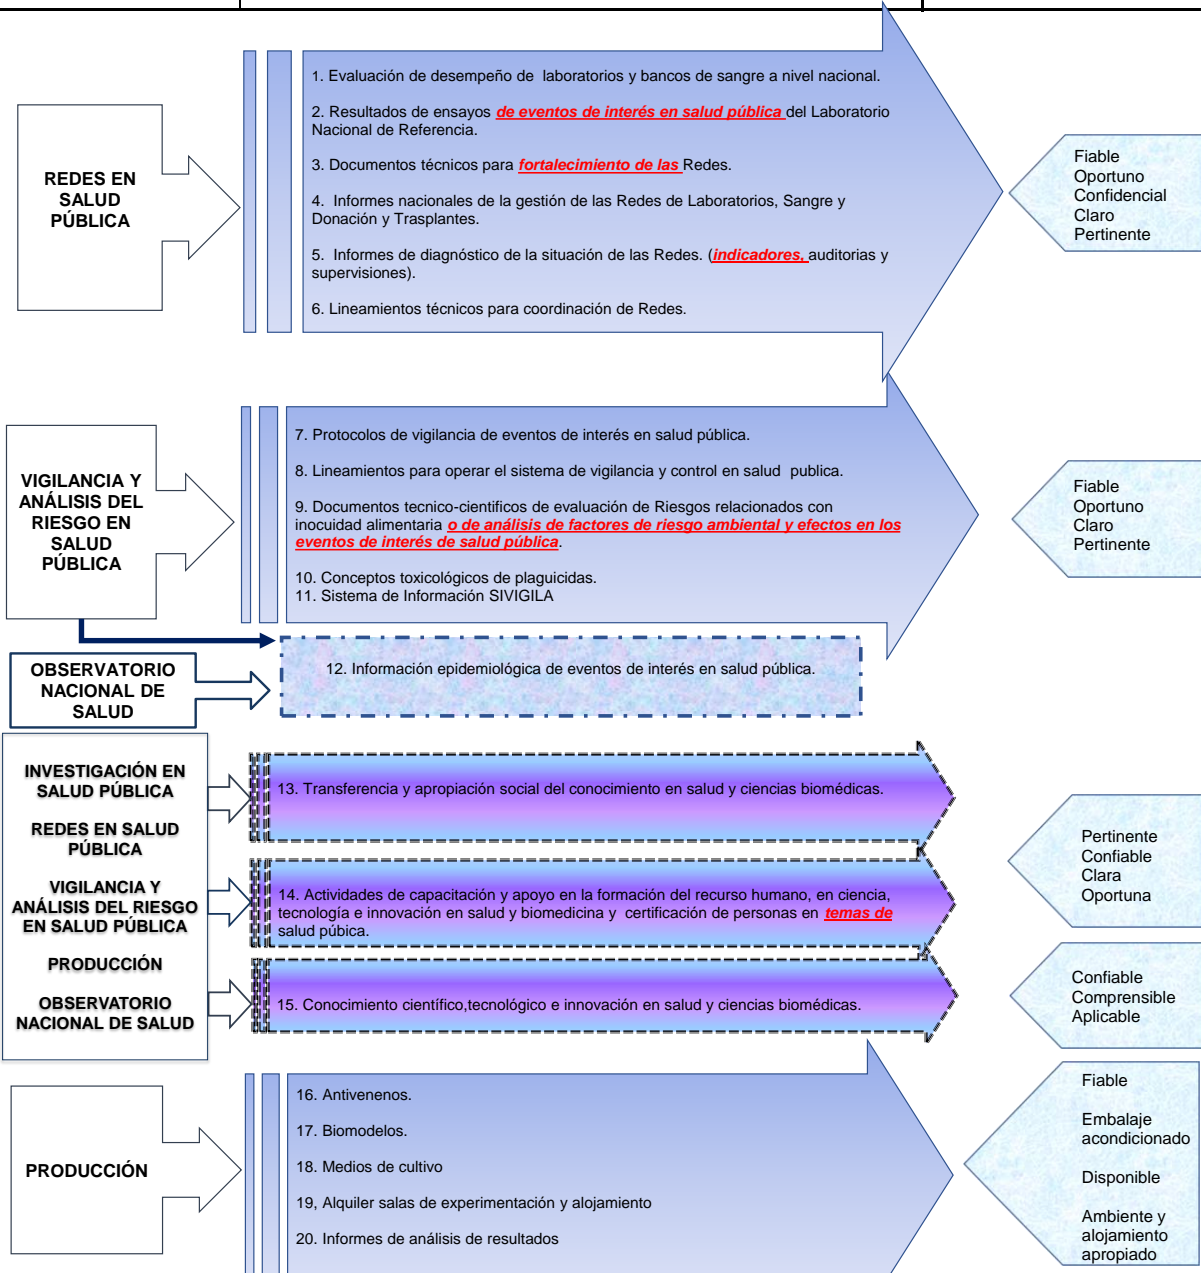 REDES EN
SALUD
PÚBLICA
1. Evaluación de desempeño de  laboratorios y bancos de sangre a nivel nacional.
2. Resultados de ensayos de eventos de interés en salud pública del Laboratorio
Nacional de Referencia.
3. Documentos técnicos para fortalecimiento de las Redes.
4.  Informes nacionales de la gestión de las Redes de Laboratorios, Sangre y
Donación y Trasplantes.
5.  Informes de diagnóstico de la situación de las Redes. (indicadores, auditorias y
supervisiones).
6. Lineamientos técnicos para coordinación de Redes.
Fiable
Oportuno
Confidencial
Claro
Pertinente
VIGILANCIA Y
ANÁLISIS DEL
RIESGO EN
SALUD
PÚBLICA
7. Protocolos de vigilancia de eventos de interés en salud pública.
8. Lineamientos para operar el sistema de vigilancia y control en salud  publica.
9. Documentos tecnico-cientificos de evaluación de Riesgos relacionados con
inocuidad alimentaria o de análisis de factores de riesgo ambiental y efectos en los
eventos de interés de salud pública.
10. Conceptos toxicológicos de plaguicidas.
11. Sistema de Información SIVIGILA
Fiable
Oportuno
Claro
Pertinente
OBSERVATORIO
NACIONAL DE
SALUD
12. Información epidemiológica de eventos de interés en salud pública.
INVESTIGACIÓN EN
SALUD PÚBLICA
REDES EN SALUD
PÚBLICA
VIGILANCIA Y
ANÁLISIS DEL RIESGO
EN SALUD PÚBLICA
PRODUCCIÓN
OBSERVATORIO
NACIONAL DE SALUD
13. Transferencia y apropiación social del conocimiento en salud y ciencias biomédicas.
14. Actividades de capacitación y apoyo en la formación del recurso humano, en ciencia,
tecnología e innovación en salud y biomedicina y  certificación de personas en temas de
salud púbica.
15. Conocimiento científico,tecnológico e innovación en salud y ciencias biomédicas.
Pertinente
Confiable
Clara
Oportuna
Confiable
Comprensible
Aplicable
PRODUCCIÓN
16. Antivenenos.
17. Biomodelos.
18. Medios de cultivo
19, Alquiler salas de experimentación y alojamiento
20. Informes de análisis de resultados
Fiable
Embalaje
acondicionado
Disponible
Ambiente y
alojamiento
apropiado